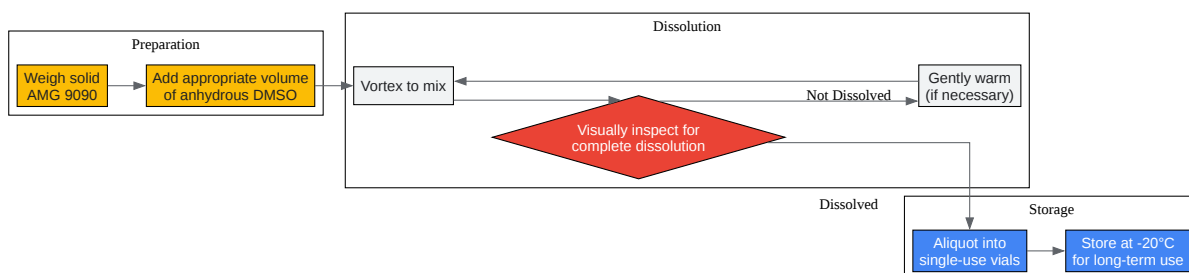 Preparation
Weigh solid
AMG 9090
Add appropriate volume
of anhydrous DMSO
Dissolution
Vortex to mix
Visually inspect for
complete dissolution
Not Dissolved
Gently warm
(if necessary)
Dissolved
Storage
Aliquot into
single-use vials
Store at -20°C
for long-term use